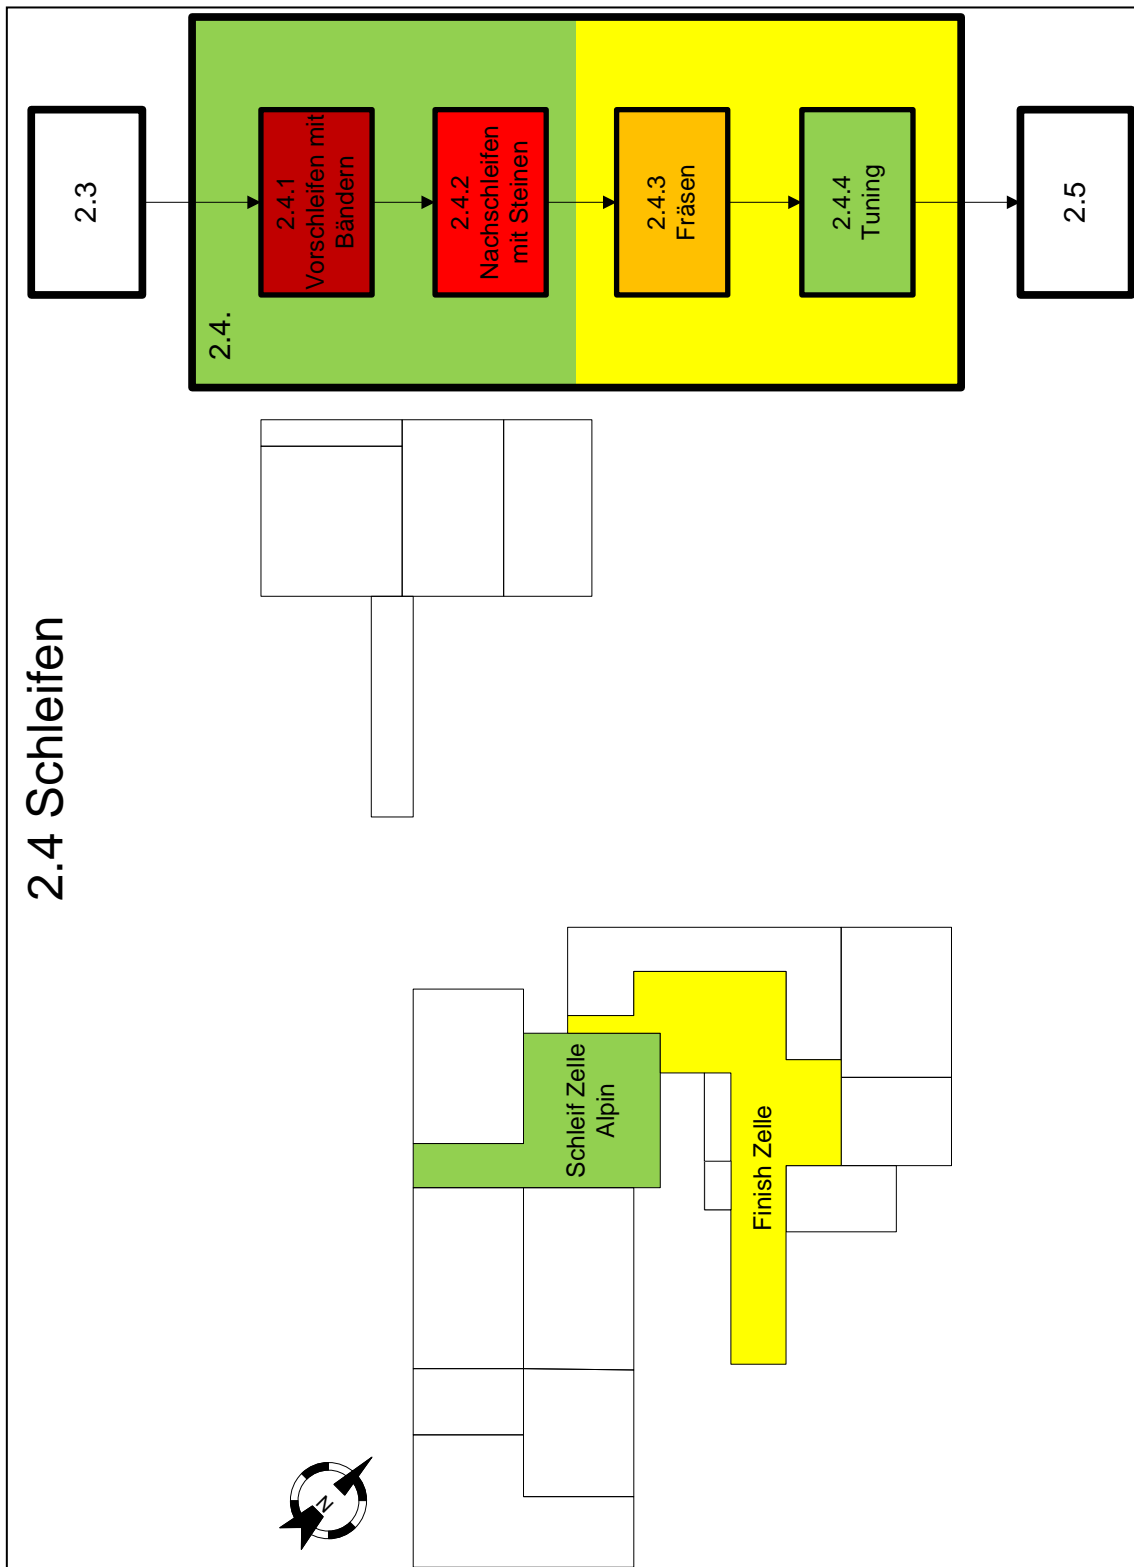 2.4 Schleifen
2.3
2.4.
2.4.1
Vorschleifen mit
Bändern
2.4.2
Nachschleifen
mit Steinen
2.4.3
Fräsen
2.4.4
Tuning
2.5
Schleif Zelle
Alpin
Finish Zelle
N